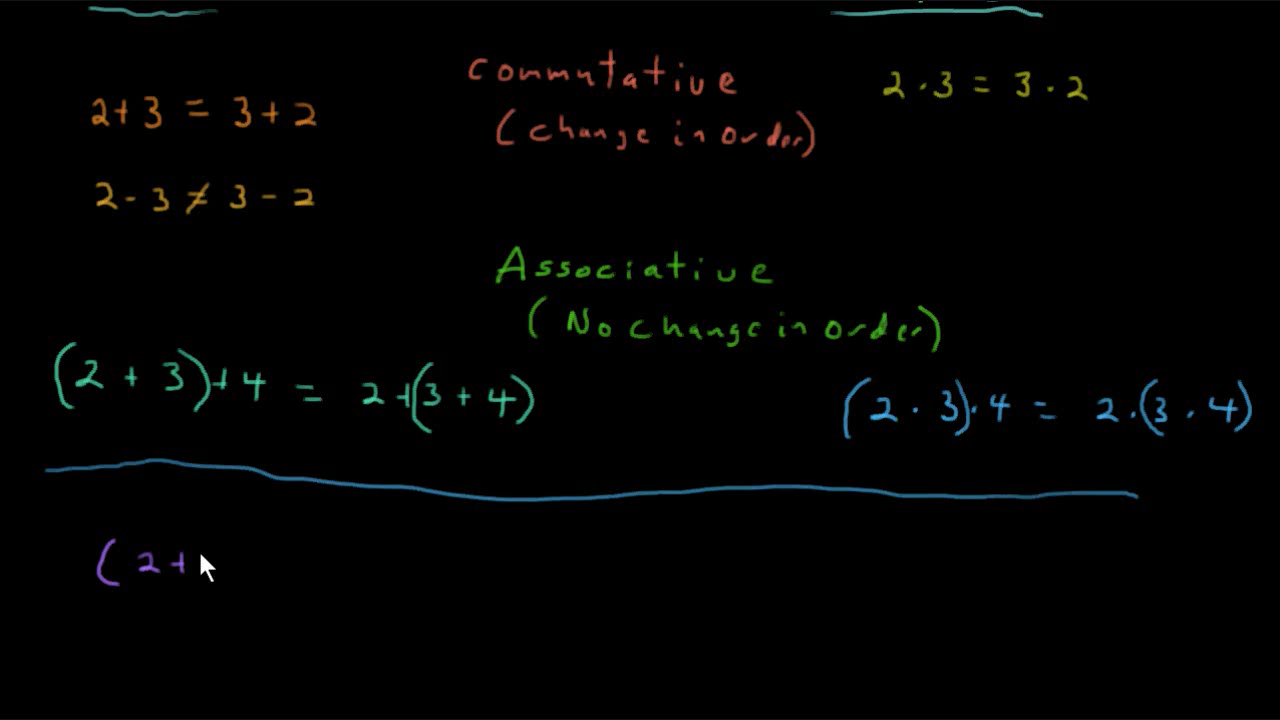 Commutative
2 · 3 = 3 · 2
2 + 3 = 3 + 2
(change in order)
2 - 3 ≠ 3 - 2
Associative
(No change in order)
(2 + 3) + 4 = 2 + (3 + 4)
(2 · 3) · 4 = 2 · (3 · 4)
( 2 +